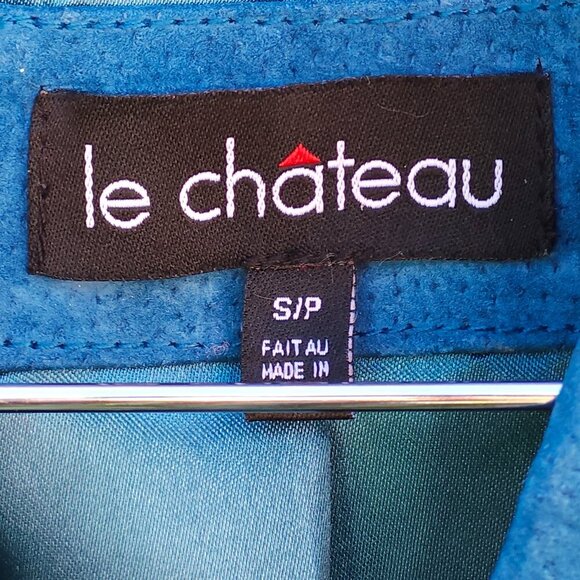 le château
S/P
FAIT AU
MADE IN